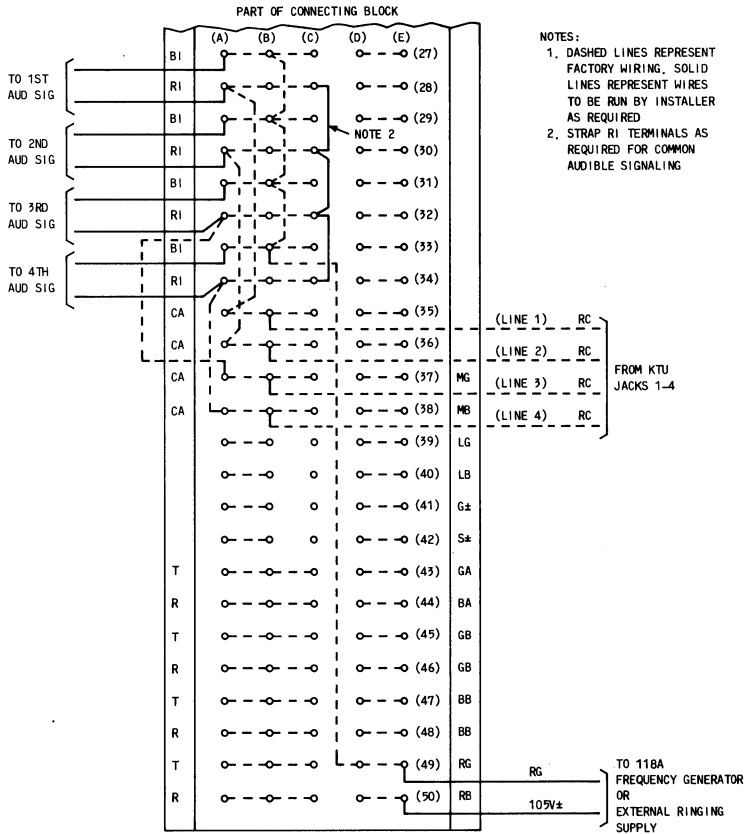 PART OF CONNECTING BLOCK
(A) (B) (C) (D) (E)
BI (27)
RI (28)
BI (29)
RI (30)
BI (31)
RI (32)
BI (33)
RI (34)
CA (35)
CA (36)
CA (37) MG
CA (38) MB
(39) LG
(40) LB
(41) G±
(42) S±
T (43) GA
R (44) BA
T (45) GB
R (46) GB
T (47) BB
R (48) BB
T (49) RG
R (50) RB
TO 1ST
AUD SIG
TO 2ND
AUD SIG
TO 3RD
AUD SIG
TO 4TH
AUD SIG
NOTE 2
NOTES:
1. DASHED LINES REPRESENT
FACTORY WIRING, SOLID
LINES REPRESENT WIRES
TO BE RUN BY INSTALLER
AS REQUIRED
2. STRAP RI TERMINALS AS
REQUIRED FOR COMMON
AUDIBLE SIGNALING
(LINE 1) RC
(LINE 2) RC
(LINE 3) RC
(LINE 4) RC
FROM KTU
JACKS 1-4
RG
105V±
TO 118A
FREQUENCY GENERATOR
OR
EXTERNAL RINGING
SUPPLY